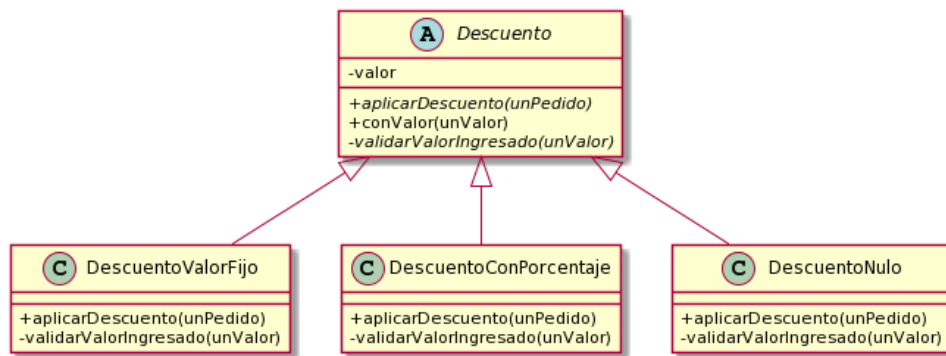 A Descuento
-valor
+aplicarDescuento(unPedido)
+conValor(unValor)
-validarValorIngresado(unValor)
C DescuentoValorFijo
+aplicarDescuento(unPedido)
-validarValorIngresado(unValor)
C DescuentoConPorcentaje
+aplicarDescuento(unPedido)
-validarValorIngresado(unValor)
C DescuentoNulo
+aplicarDescuento(unPedido)
-validarValorIngresado(unValor)